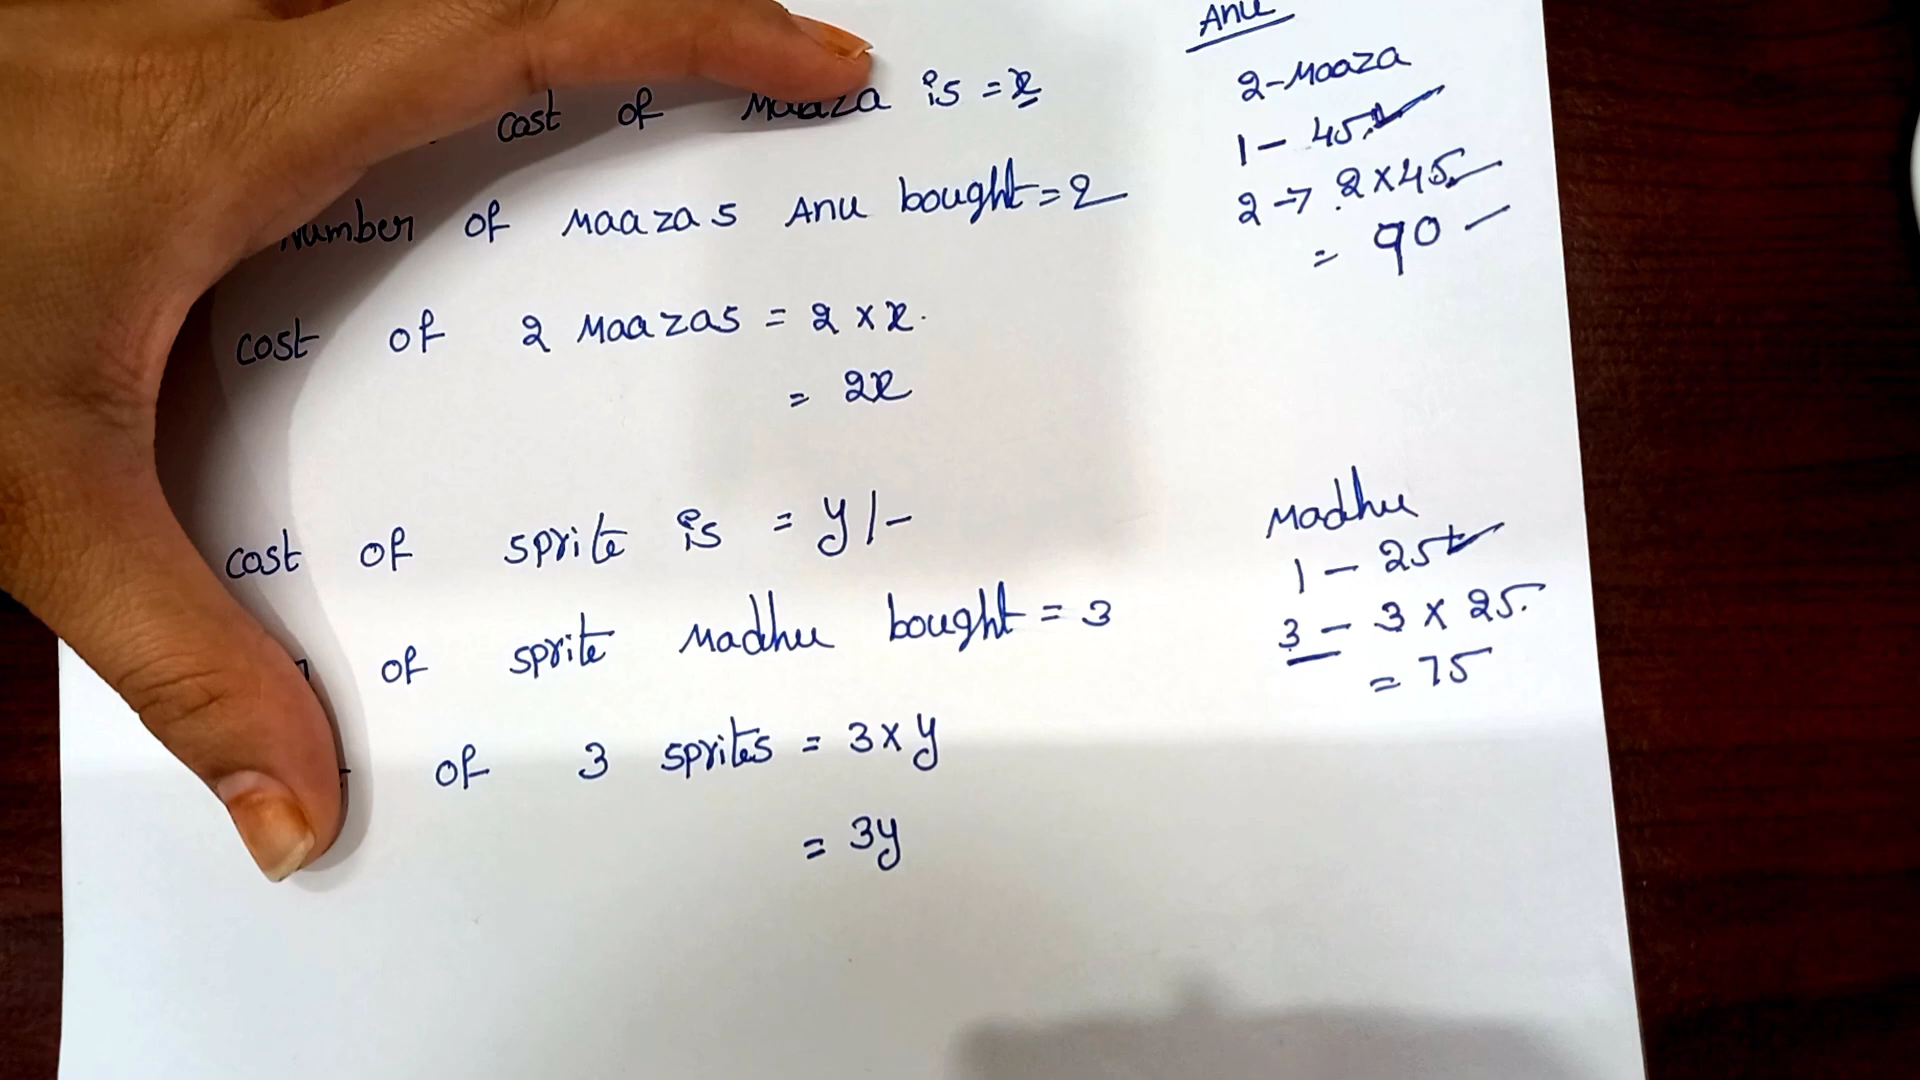 cost of Maaza is = x
Number of Maazas Anu bought = 2
cost of 2 Maazas = 2 × x.
= 2x
cost of sprite is = y/-
of sprite Madhu bought = 3
of 3 sprites = 3 × y
= 3y
Anu
2-Maaza
1 - 45
2 → 2×45
= 90
Madhu
1 - 25
3 - 3 × 25.
= 75